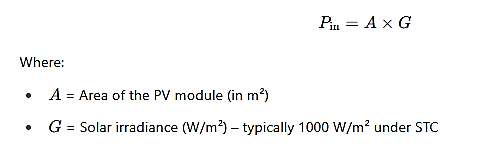 P_in = A × G
Where:
• A = Area of the PV module (in m²)
• G = Solar irradiance (W/m²) – typically 1000 W/m² under STC